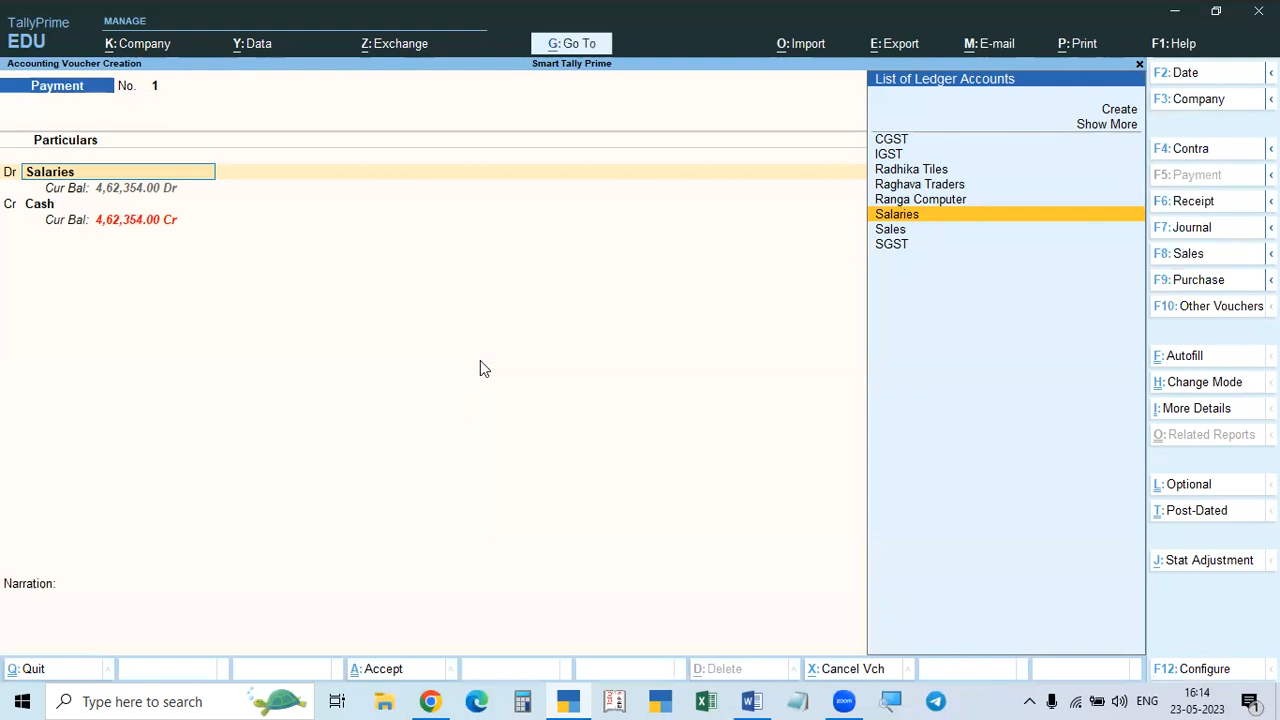 TallyPrime
EDU
MANAGE
K: Company
Y: Data
Z: Exchange
G: Go To
O: Import
E: Export
M: E-mail
P: Print
F1: Help
Accounting Voucher Creation
Smart Tally Prime
Payment No. 1
Particulars
Dr Salaries
Cur Bal: 4,62,354.00 Dr
Cr Cash
Cur Bal: 4,62,354.00 Cr
Narration:
List of Ledger Accounts
Create
Show More
CGST
IGST
Radhika Tiles
Raghava Traders
Ranga Computer
Salaries
Sales
SGST
F2: Date
F3: Company
F4: Contra
F5: Payment
F6: Receipt
F7: Journal
F8: Sales
F9: Purchase
F10: Other Vouchers
F: Autofill
H: Change Mode
I: More Details
O: Related Reports
L: Optional
T: Post-Dated
J: Stat Adjustment
Q: Quit
A: Accept
D: Delete
X: Cancel Vch
F12: Configure
Type here to search
zoom
ENG
16:14
23-05-2023
1